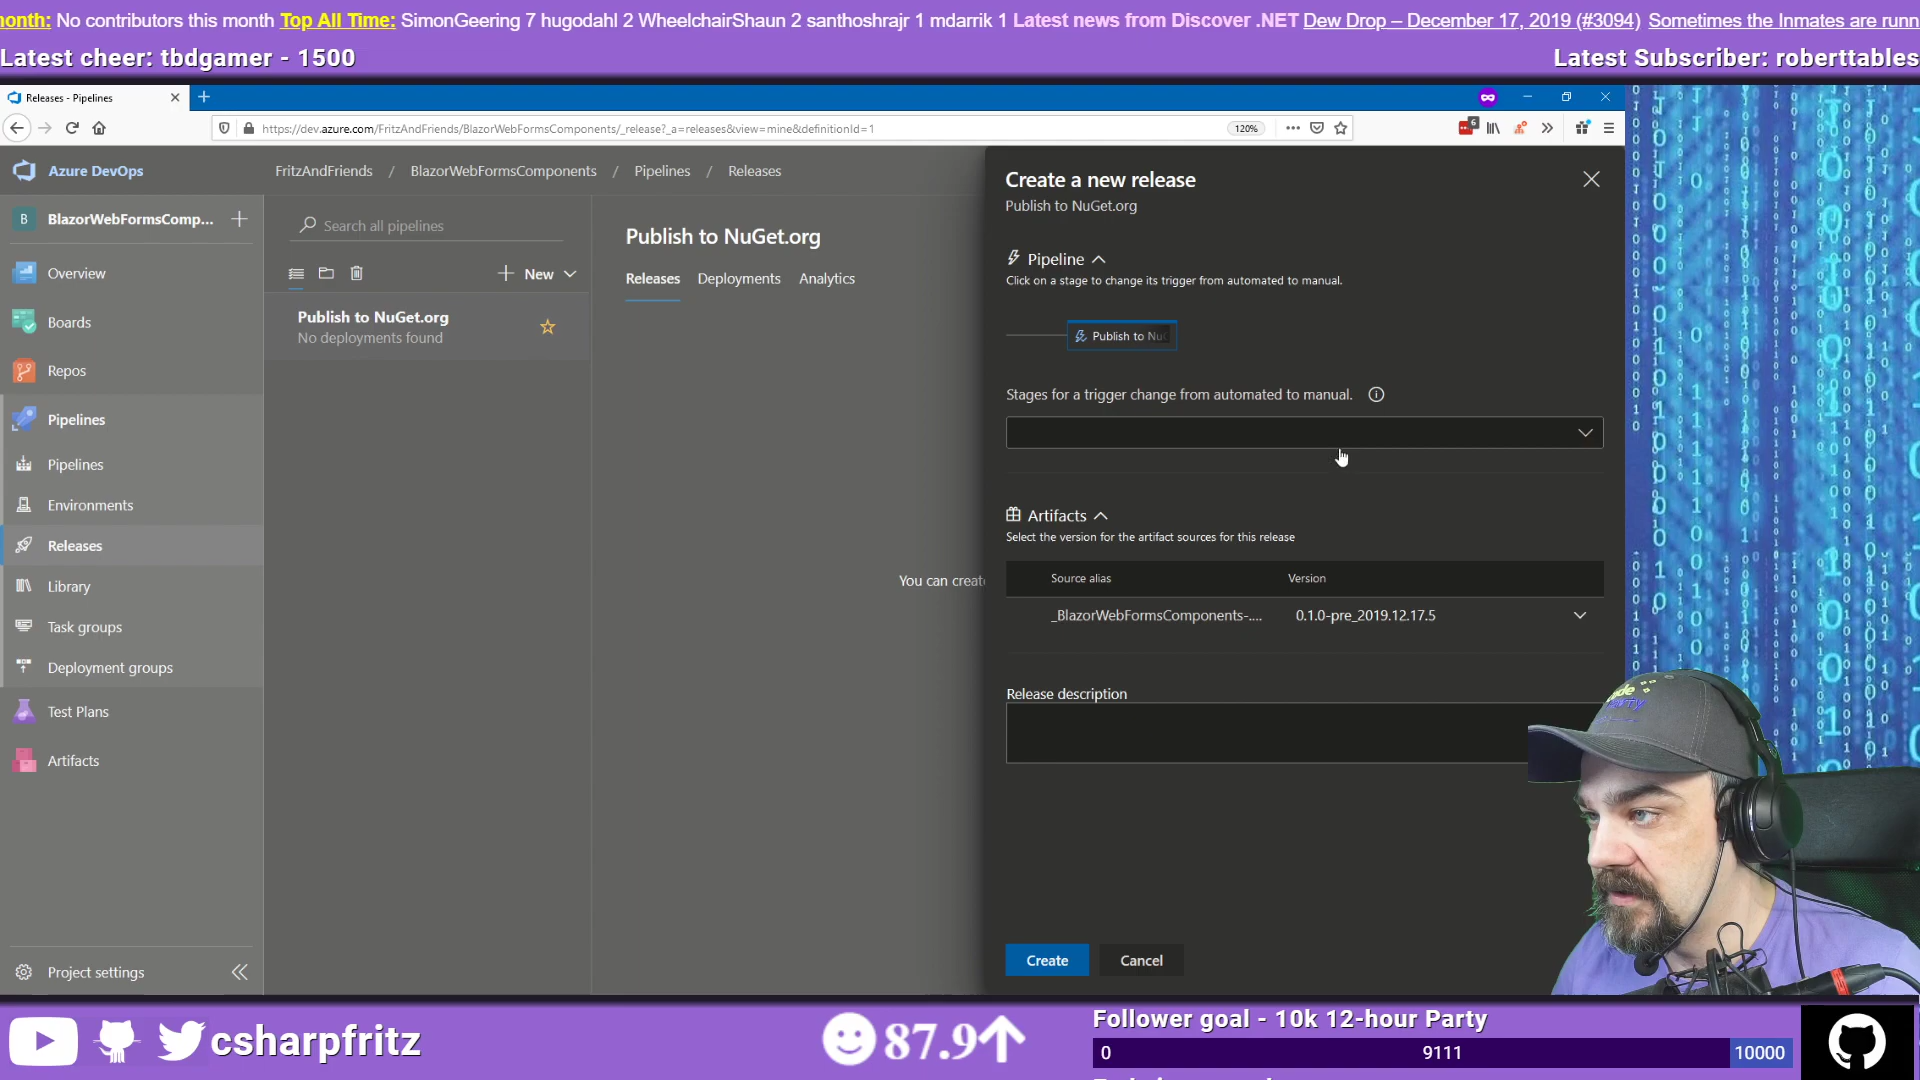 onth: No contributors this month Top All Time: SimonGeering 7 hugodahl 2 WheelchairShaun 2 santhoshrajr 1 mdarrik 1 Latest news from Discover .NET Dew Drop – December 17, 2019 (#3094) Sometimes the Inmates are runn
Latest cheer: tbdgamer - 1500
Latest Subscriber: roberttables
Releases - Pipelines
https://dev.azure.com/FritzAndFriends/BlazorWebFormsComponents/_release?_a=releases&view=mine&definitionId=1
120%
6
Azure DevOps
FritzAndFriends / BlazorWebFormsComponents / Pipelines / Releases
B BlazorWebFormsComp...
Overview
Boards
Repos
Pipelines
Pipelines
Environments
Releases
Library
Task groups
Deployment groups
Test Plans
Artifacts
Project settings
Search all pipelines
New
Publish to NuGet.org
No deployments found
Publish to NuGet.org
Releases Deployments Analytics
You can creat
Create a new release
Publish to NuGet.org
Pipeline
Click on a stage to change its trigger from automated to manual.
Publish to Nu
Stages for a trigger change from automated to manual.
Artifacts
Select the version for the artifact sources for this release
Source alias Version
_BlazorWebFormsComponents-.... 0.1.0-pre_2019.12.17.5
Release description
Create Cancel
csharpfritz
87.9
Follower goal - 10k 12-hour Party
0 9111 10000